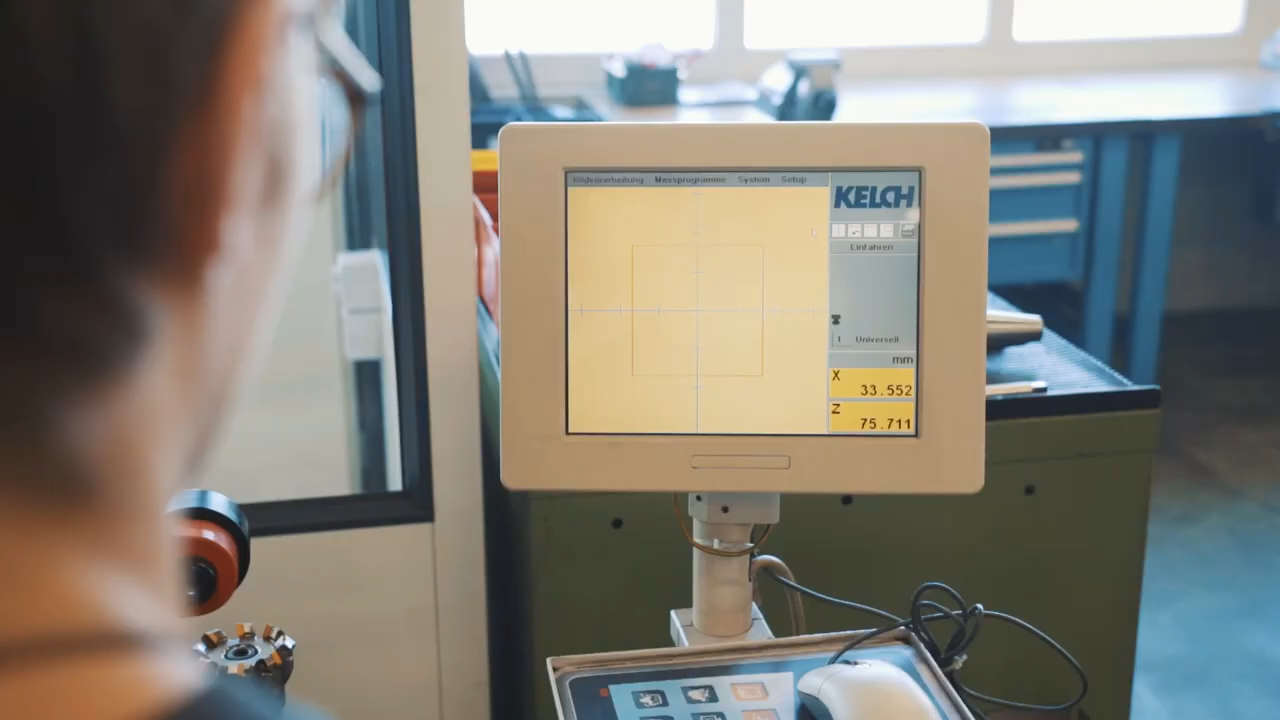 Bildverarbeitung Messprogramme System Setup
KELCH
Einfahren
1 Universell
mm
X
33.552
Z
75.711